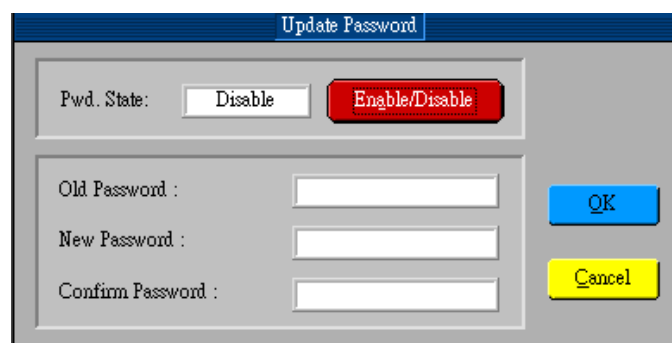 Update Password
Pwd. State: Disable Enable/Disable
Old Password :
OK
New Password :
Cancel
Confirm Password :